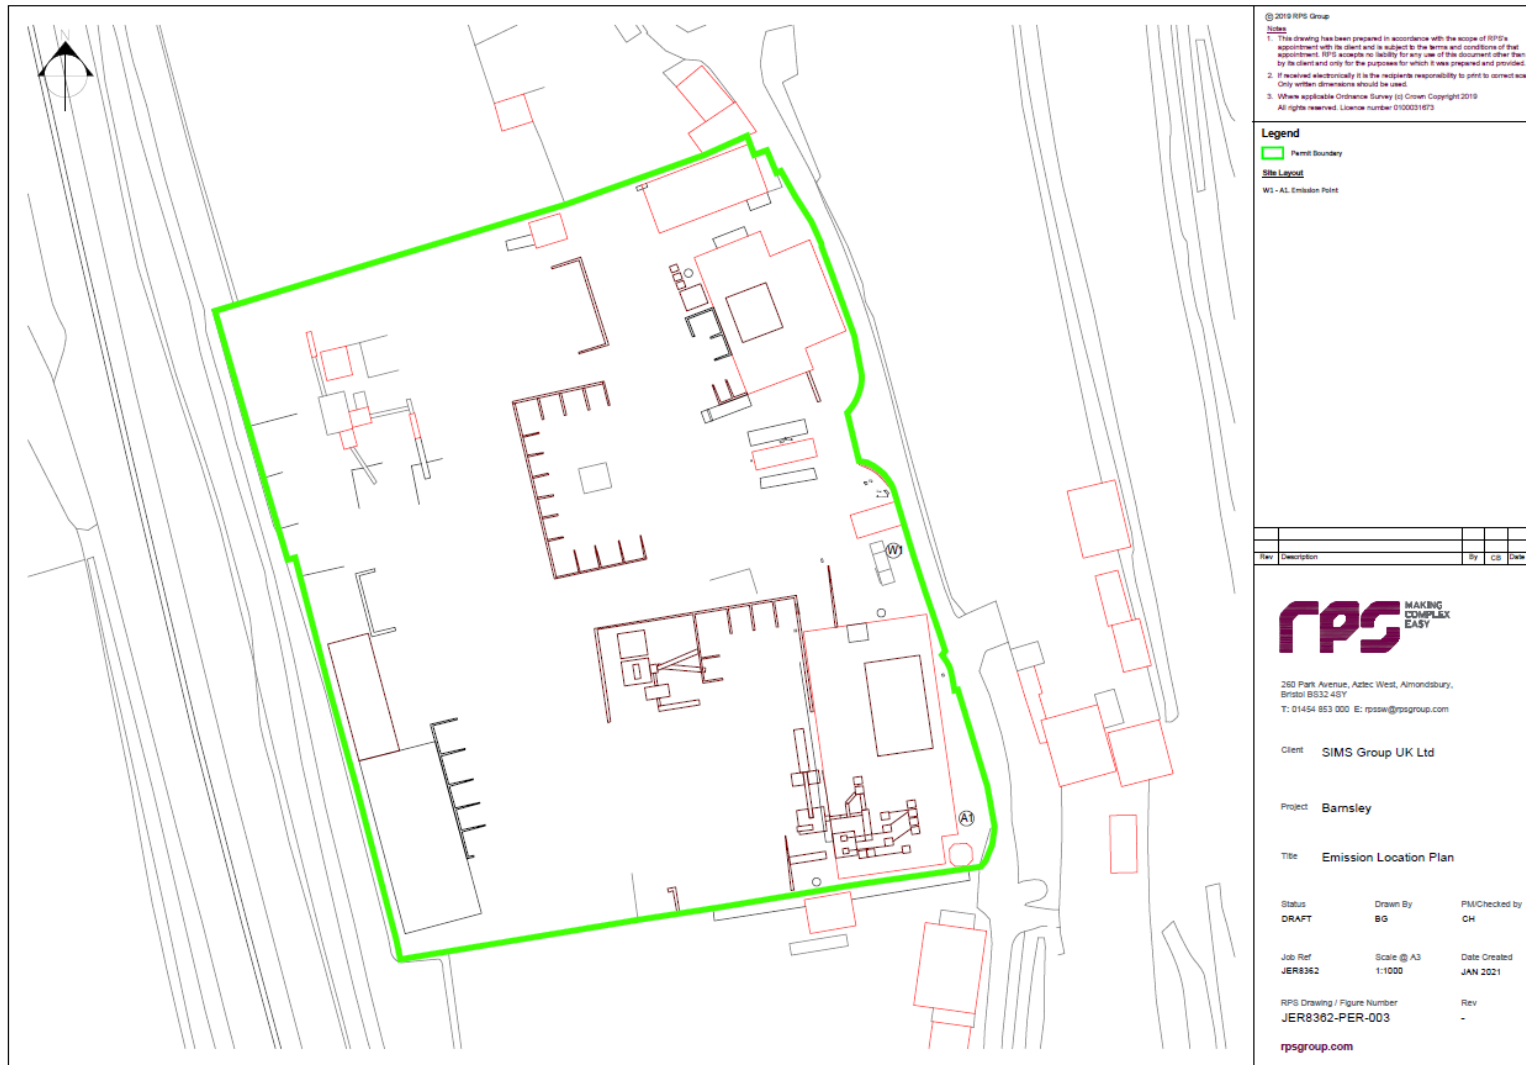 N
W1
A1
© 2019 RPS Group
Notes
1. This drawing has been prepared in accordance with the scope of RPS's
appointment with its client and is subject to the terms and conditions of that
appointment. RPS accepts no liability for any use of this document other than
by its client and only for the purposes for which it was prepared and provided.
2. If received electronically it is the recipients responsibility to print to correct sca
Only written dimensions should be used.
3. Where applicable Ordnance Survey (c) Crown Copyright 2019
All rights reserved. Licence number 0100031673
Legend
Permit Boundary
Site Layout
W1 - A1 Emission Point
Rev Description By CB Date
rps MAKING
COMPLEX
EASY
260 Park Avenue, Aztec West, Almondsbury,
Bristol BS32 4SY
T: 01454 853 000 E: rpssw@rpsgroup.com
Client SIMS Group UK Ltd
Project Barnsley
Title Emission Location Plan
Status Drawn By PM/Checked by
DRAFT BG CH
Job Ref Scale @ A3 Date Created
JER8362 1:1000 JAN 2021
RPS Drawing / Figure Number Rev
JER8362-PER-003 -
rpsgroup.com